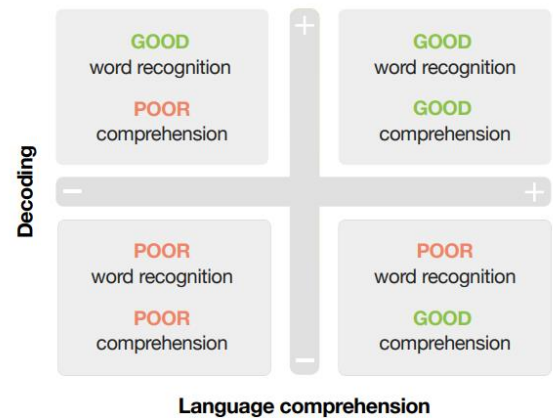 GOOD
word recognition
POOR
comprehension
+
GOOD
word recognition
GOOD
comprehension
Decoding
−
+
POOR
word recognition
POOR
comprehension
−
POOR
word recognition
GOOD
comprehension
Language comprehension